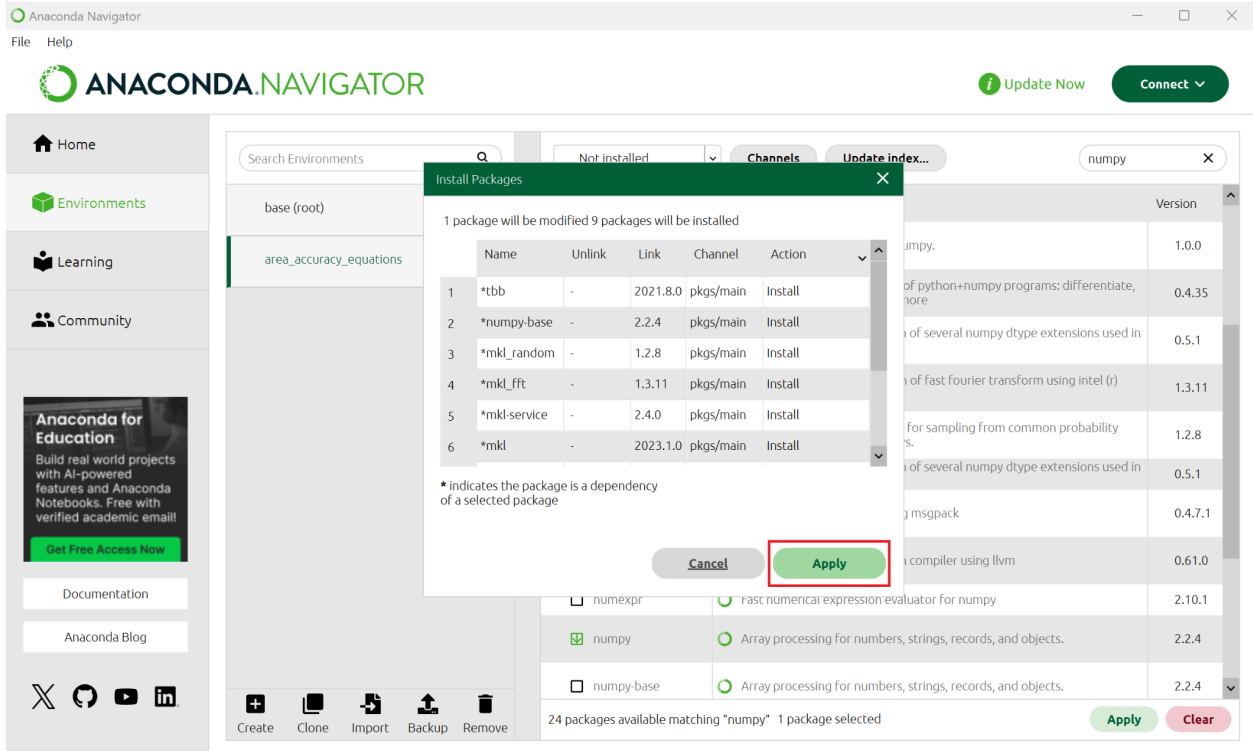 Anaconda Navigator
File Help
ANACONDA.NAVIGATOR
i Update Now
Connect
Home
Environments
Learning
Community
Anaconda for
Education
Build real world projects
with AI-powered
features and Anaconda
Notebooks. Free with
verified academic email!
Get Free Access Now
Documentation
Anaconda Blog
in
Search Environments
base (root)
area_accuracy_equations
Create Clone Import Backup Remove
Not installed Channels Update index... numpy
Version
Install Packages
1 package will be modified 9 packages will be installed
Name Unlink Link Channel Action
1 *tbb - 2021.8.0 pkgs/main Install
2 *numpy-base - 2.2.4 pkgs/main Install
3 *mkl_random - 1.2.8 pkgs/main Install
4 *mkl_fft - 1.3.11 pkgs/main Install
5 *mkl-service - 2.4.0 pkgs/main Install
6 *mkl - 2023.1.0 pkgs/main Install
* indicates the package is a dependency
of a selected package
Cancel Apply
1.0.0
of python+numpy programs: differentiate,
0.4.35
of several numpy dtype extensions used in
0.5.1
of fast fourier transform using intel (r)
1.3.11
for sampling from common probability
1.2.8
of several numpy dtype extensions used in
0.5.1
msgpack
0.4.7.1
compiler using llvm
0.61.0
numexpr Fast numerical expression evaluator for numpy 2.10.1
numpy Array processing for numbers, strings, records, and objects. 2.2.4
numpy-base Array processing for numbers, strings, records, and objects. 2.2.4
24 packages available matching "numpy" 1 package selected
Apply Clear